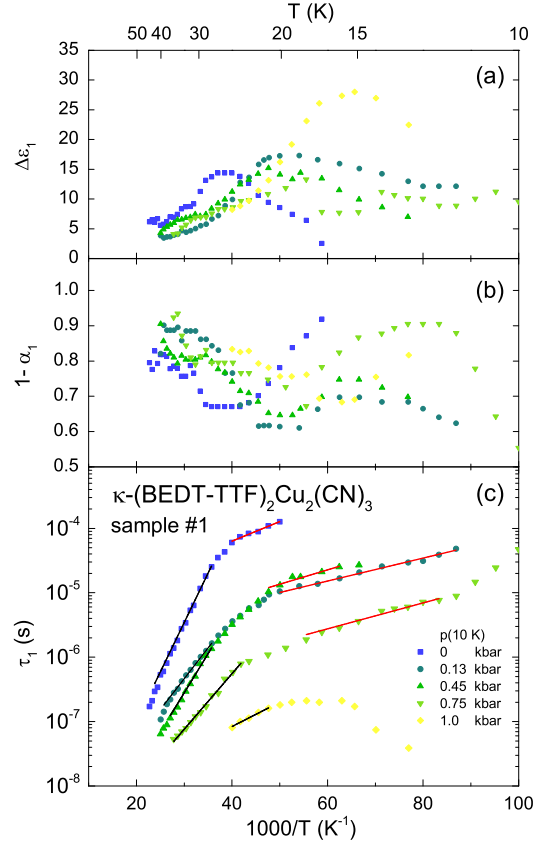 T (K)
50 40 30 20 15 10
35
30
25
20
15
10
5
0
Δε₁
(a)
1.0
0.9
0.8
0.7
0.6
0.5
1- α₁
(b)
κ-(BEDT-TTF)₂Cu₂(CN)₃
(c)
sample #1
10⁻⁴
10⁻⁵
10⁻⁶
10⁻⁷
10⁻⁸
τ₁ (s)
p(10 K)
0 kbar
0.13 kbar
0.45 kbar
0.75 kbar
1.0 kbar
20 40 60 80 100
1000/T (K⁻¹)